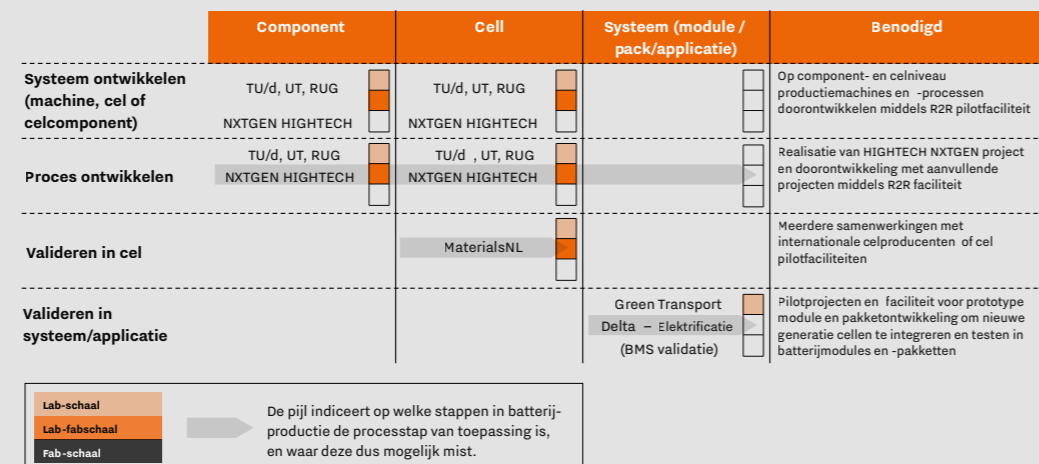 Component
Cell
Systeem (module /
pack/applicatie)
Benodigd
Systeem ontwikkelen
(machine, cel of
celcomponent)
TU/d, UT, RUG
NXTGEN HIGHTECH
TU/d, UT, RUG
NXTGEN HIGHTECH
Op component- en celniveau
productiemachines en -processen
doorontwikkelen middels R2R pilotfaciliteit
Proces ontwikkelen
TU/d, UT, RUG
NXTGEN HIGHTECH
TU/d , UT, RUG
NXTGEN HIGHTECH
Realisatie van HIGHTECH NXTGEN project
en doorontwikkeling met aanvullende
projecten middels R2R faciliteit
Valideren in cel
MaterialsNL
Meerdere samenwerkingen met
internationale celproducenten of cel
pilotfaciliteiten
Valideren in
systeem/applicatie
Green Transport
Delta – Elektrificatie
(BMS validatie)
Pilotprojecten en faciliteit voor prototype
module en pakketontwikkeling om nieuwe
generatie cellen te integreren en testen in
batterijmodules en -pakketten
Lab-schaal
Lab-fabschaal
Fab-schaal
De pijl indiceert op welke stappen in batterij-
productie de processtap van toepassing is,
en waar deze dus mogelijk mist.